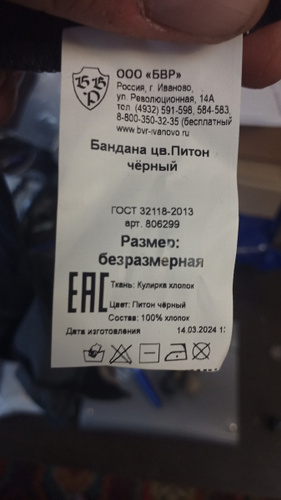 ББР
ООО «БВР»
Россия, г. Иваново,
ул. Революционная, 14А
тел. (4932) 591-596, 584-583,
8-800-350-32-35 (бесплатный
www.bvr-ivanovo.ru
Бандана цв.Питон
чёрный
ГОСТ 32118-2013
арт. 806299
Размер:
безразмерная
EAC
Ткань: Кулирка хлопок
Цвет: Питон чёрный
Состав: 100% хлопок
Дата изготовления 14.03.2024